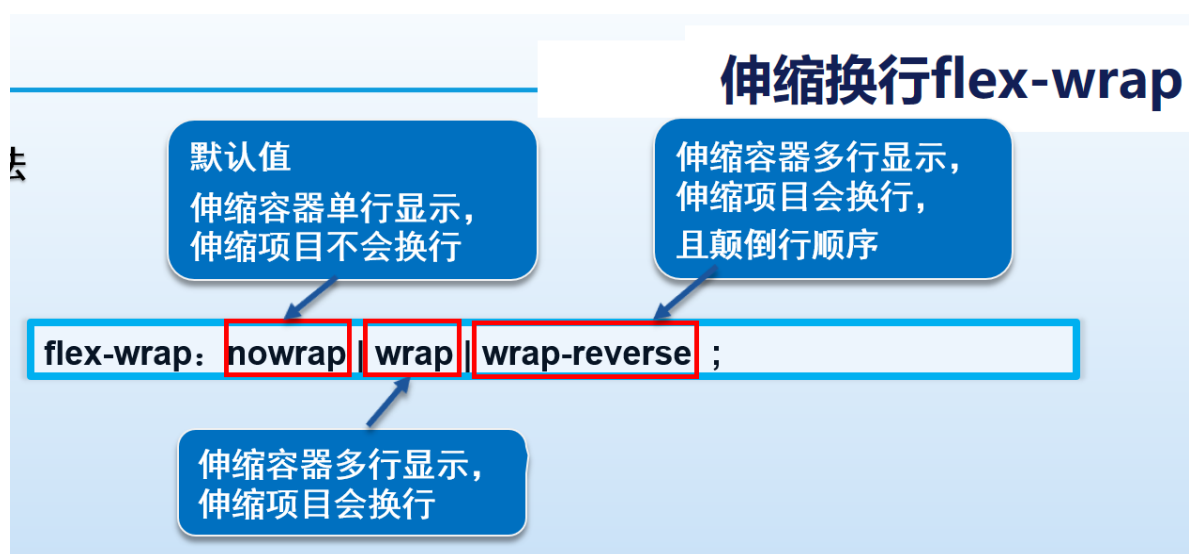 伸缩换行flex-wrap
法
默认值
伸缩容器单行显示，
伸缩项目不会换行
伸缩容器多行显示，
伸缩项目会换行，
且颠倒行顺序
flex-wrap：nowrap | wrap | wrap-reverse ；
伸缩容器多行显示，
伸缩项目会换行